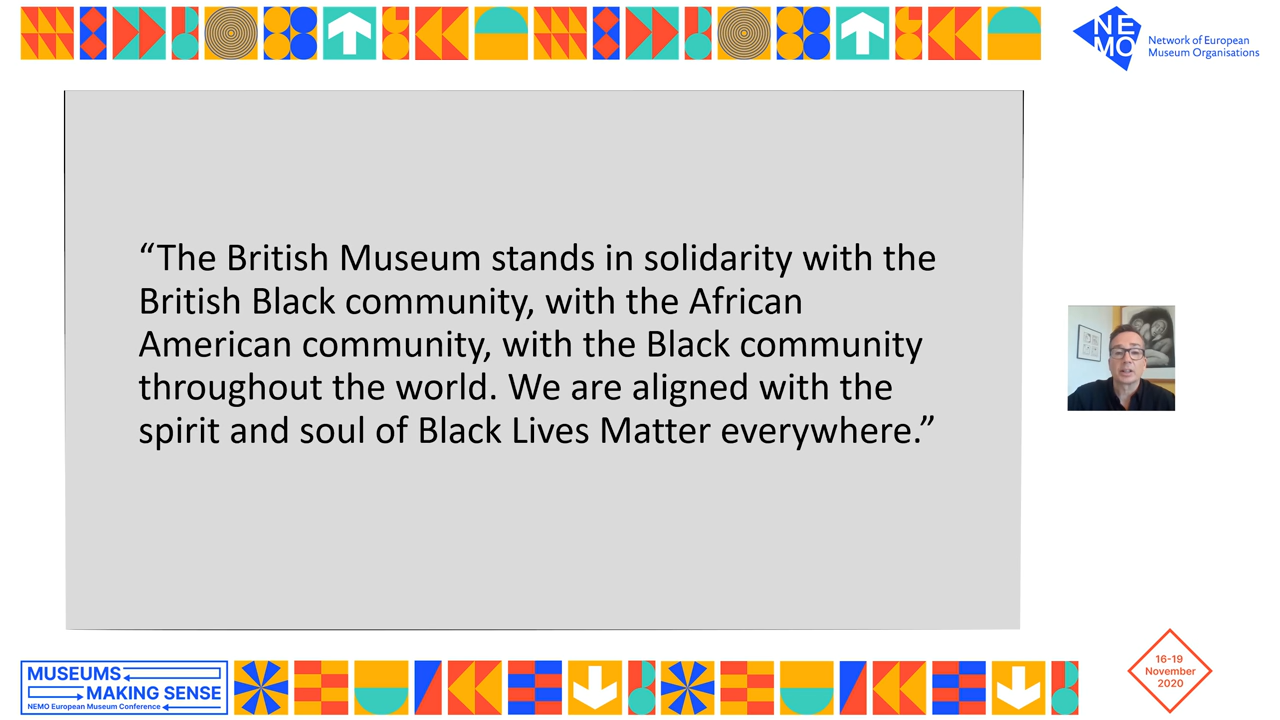 NE
MO
Network of European
Museum Organisations
“The British Museum stands in solidarity with the
British Black community, with the African
American community, with the Black community
throughout the world. We are aligned with the
spirit and soul of Black Lives Matter everywhere.”
MUSEUMS
MAKING SENSE
NEMO European Museum Conference
16-19
November
2020